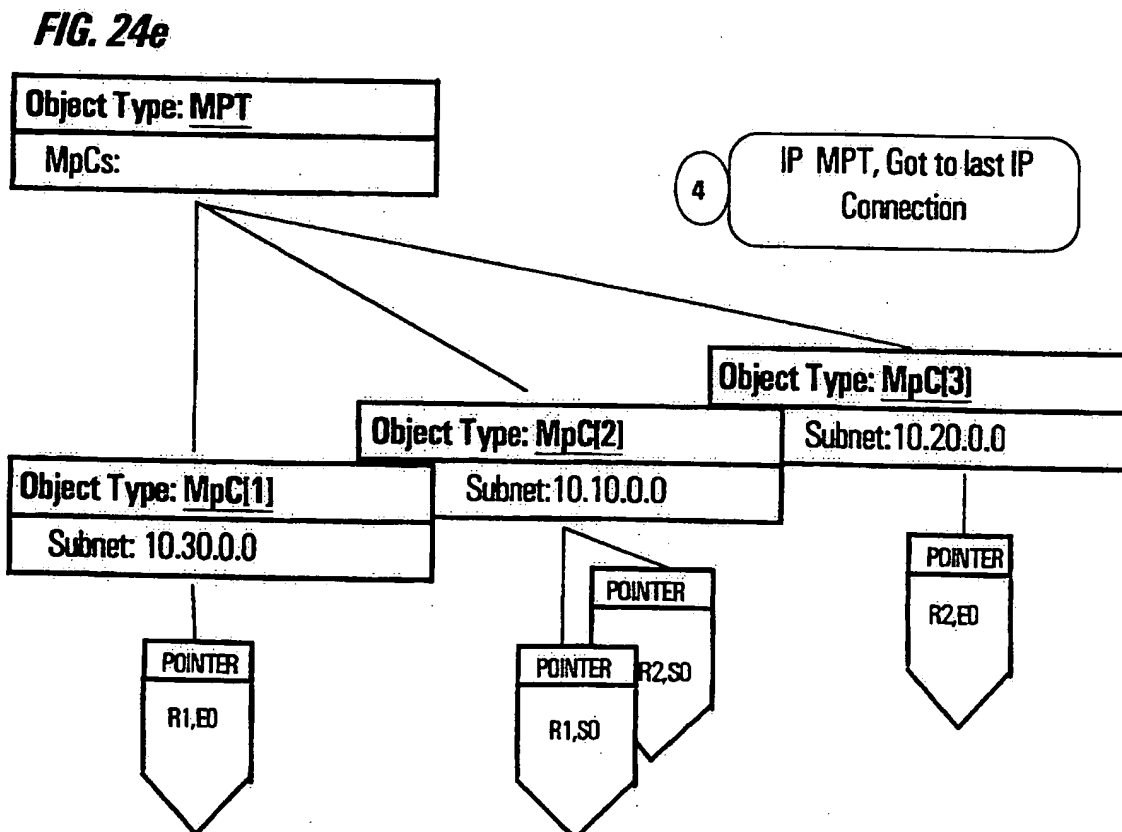 FIG. 24e
Object Type: MPT
MpCs:
4
IP MPT, Got to last IP
Connection
Object Type: MpC[3]
Subnet:10.20.0.0
Object Type: MpC[2]
Subnet:10.10.0.0
Object Type: MpC[1]
Subnet: 10.30.0.0
POINTER
R1,E0
POINTER
R1,S0
POINTER
R2,S0
POINTER
R2,E0